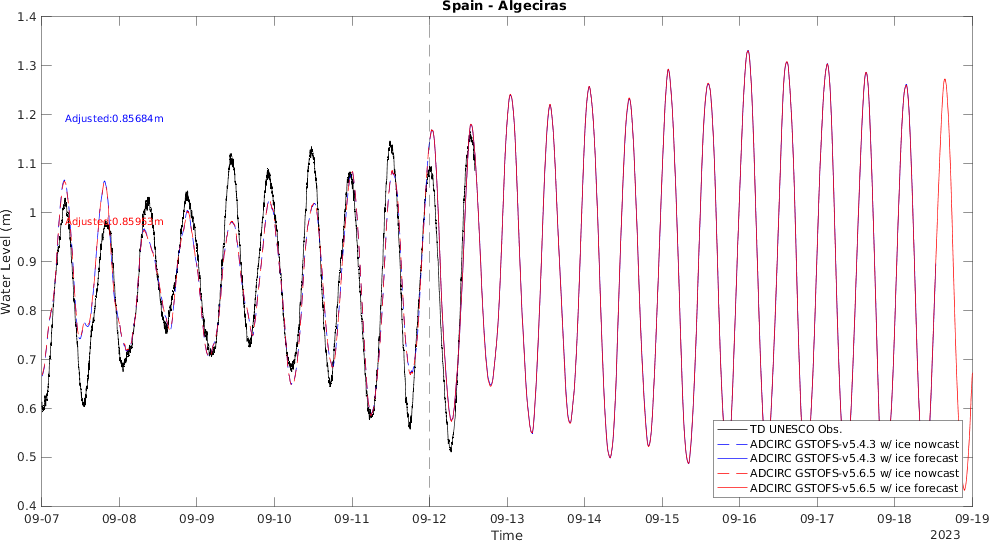 Spain - Algeciras
1.4
1.3
1.2
1.1
1
0.9
0.8
0.7
0.6
0.5
0.4
Water Level (m)
Adjusted:0.85684m
Adjusted:0.85953m
TD UNESCO Obs.
ADCIRC GSTOFS-v5.4.3 w/ ice nowcast
ADCIRC GSTOFS-v5.4.3 w/ ice forecast
ADCIRC GSTOFS-v5.6.5 w/ ice nowcast
ADCIRC GSTOFS-v5.6.5 w/ ice forecast
09-07 09-08 09-09 09-10 09-11 09-12 09-13 09-14 09-15 09-16 09-17 09-18 09-19
Time
2023